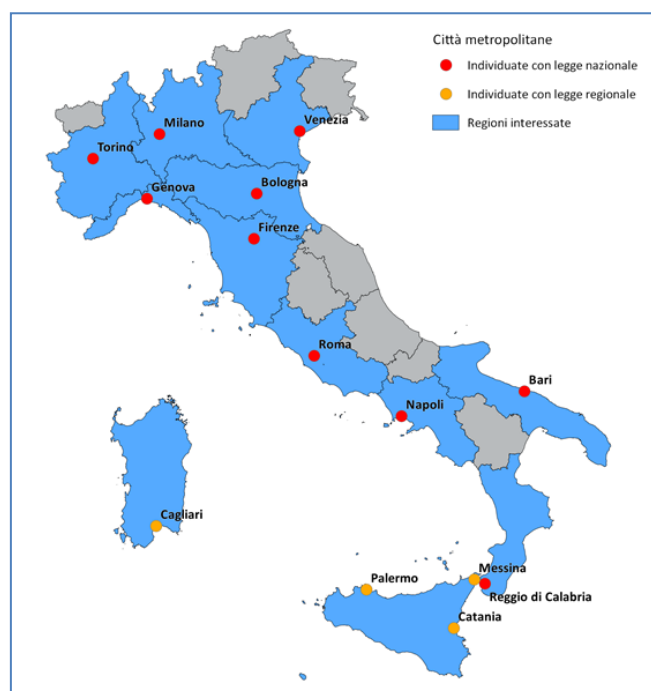 Città metropolitane
Individuate con legge nazionale
Individuate con legge regionale
Regioni interessate
Milano
Venezia
Torino
Genova
Bologna
Firenze
Roma
Bari
Napoli
Cagliari
Messina
Palermo
Reggio di Calabria
Catania